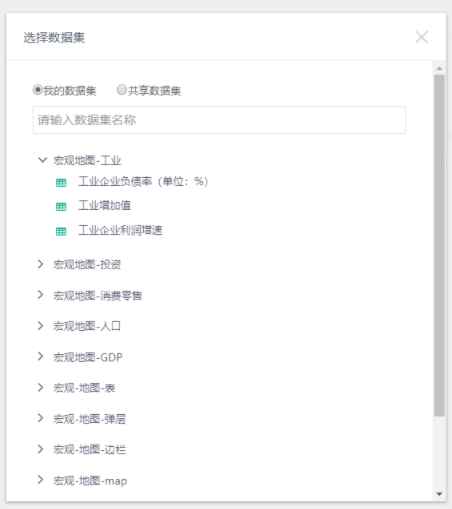 选择数据集
我的数据集 共享数据集
请输入数据集名称
宏观地图-工业
工业企业负债率（单位：%）
工业增加值
工业企业利润增速
宏观地图-投资
宏观地图-消费零售
宏观地图-人口
宏观地图-GDP
宏观-地图-表
宏观-地图-弹层
宏观-地图-边栏
宏观-地图-map